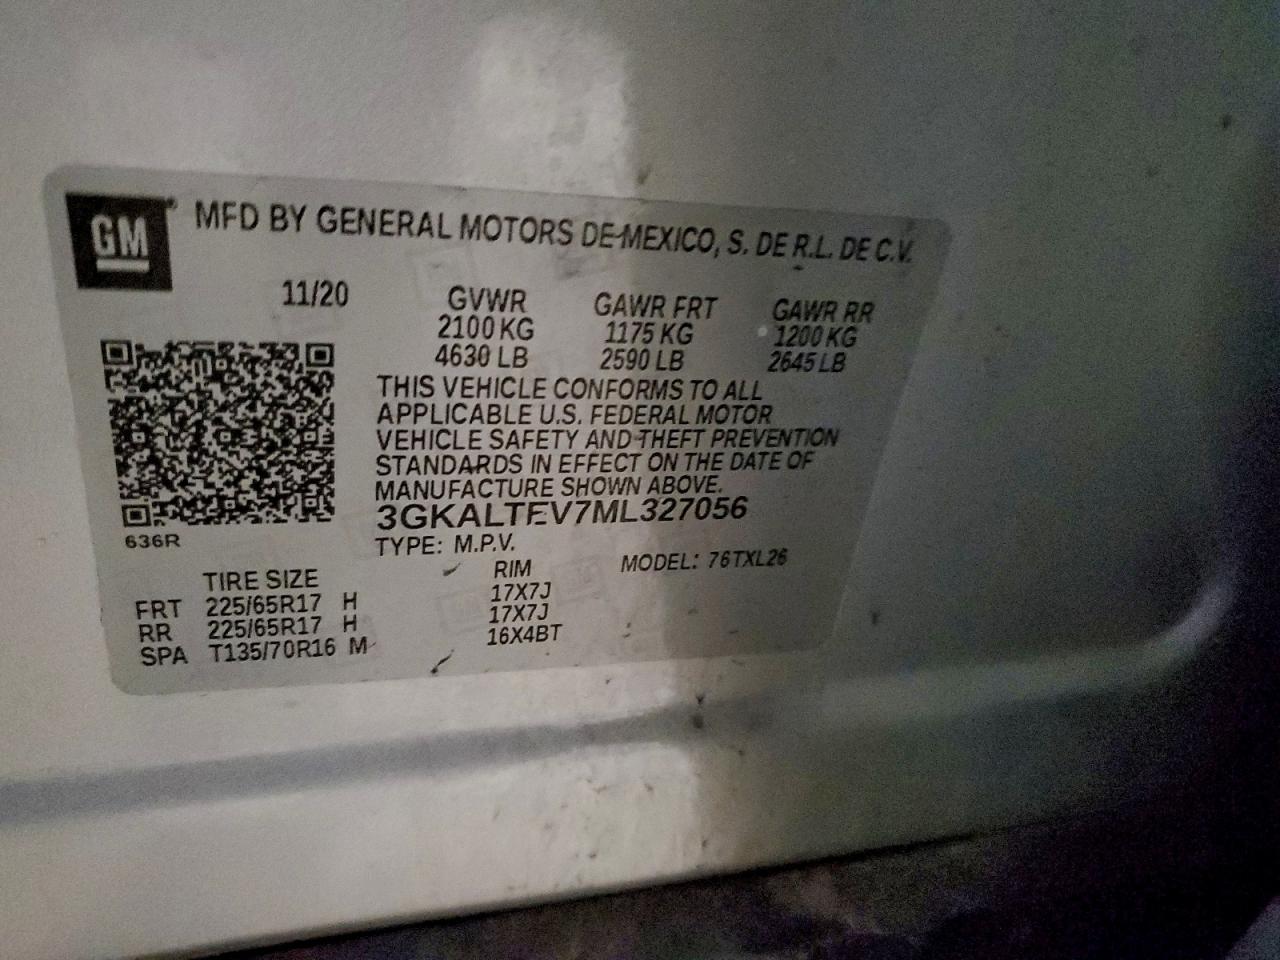 GM® MFD BY GENERAL MOTORS DE MEXICO, S. DE R.L. DE C.V.
11/20 GVWR GAWR FRT GAWR RR
2100 KG 1175 KG 1200 KG
4630 LB 2590 LB 2645 LB
THIS VEHICLE CONFORMS TO ALL
APPLICABLE U.S. FEDERAL MOTOR
VEHICLE SAFETY AND THEFT PREVENTION
STANDARDS IN EFFECT ON THE DATE OF
MANUFACTURE SHOWN ABOVE.
3GKALTEV7ML327056
636R
TYPE: M.P.V. MODEL: 76TXL26
TIRE SIZE RIM
FRT 225/65R17 H 17X7J
RR 225/65R17 H 17X7J
SPA T135/70R16 M 16X4BT